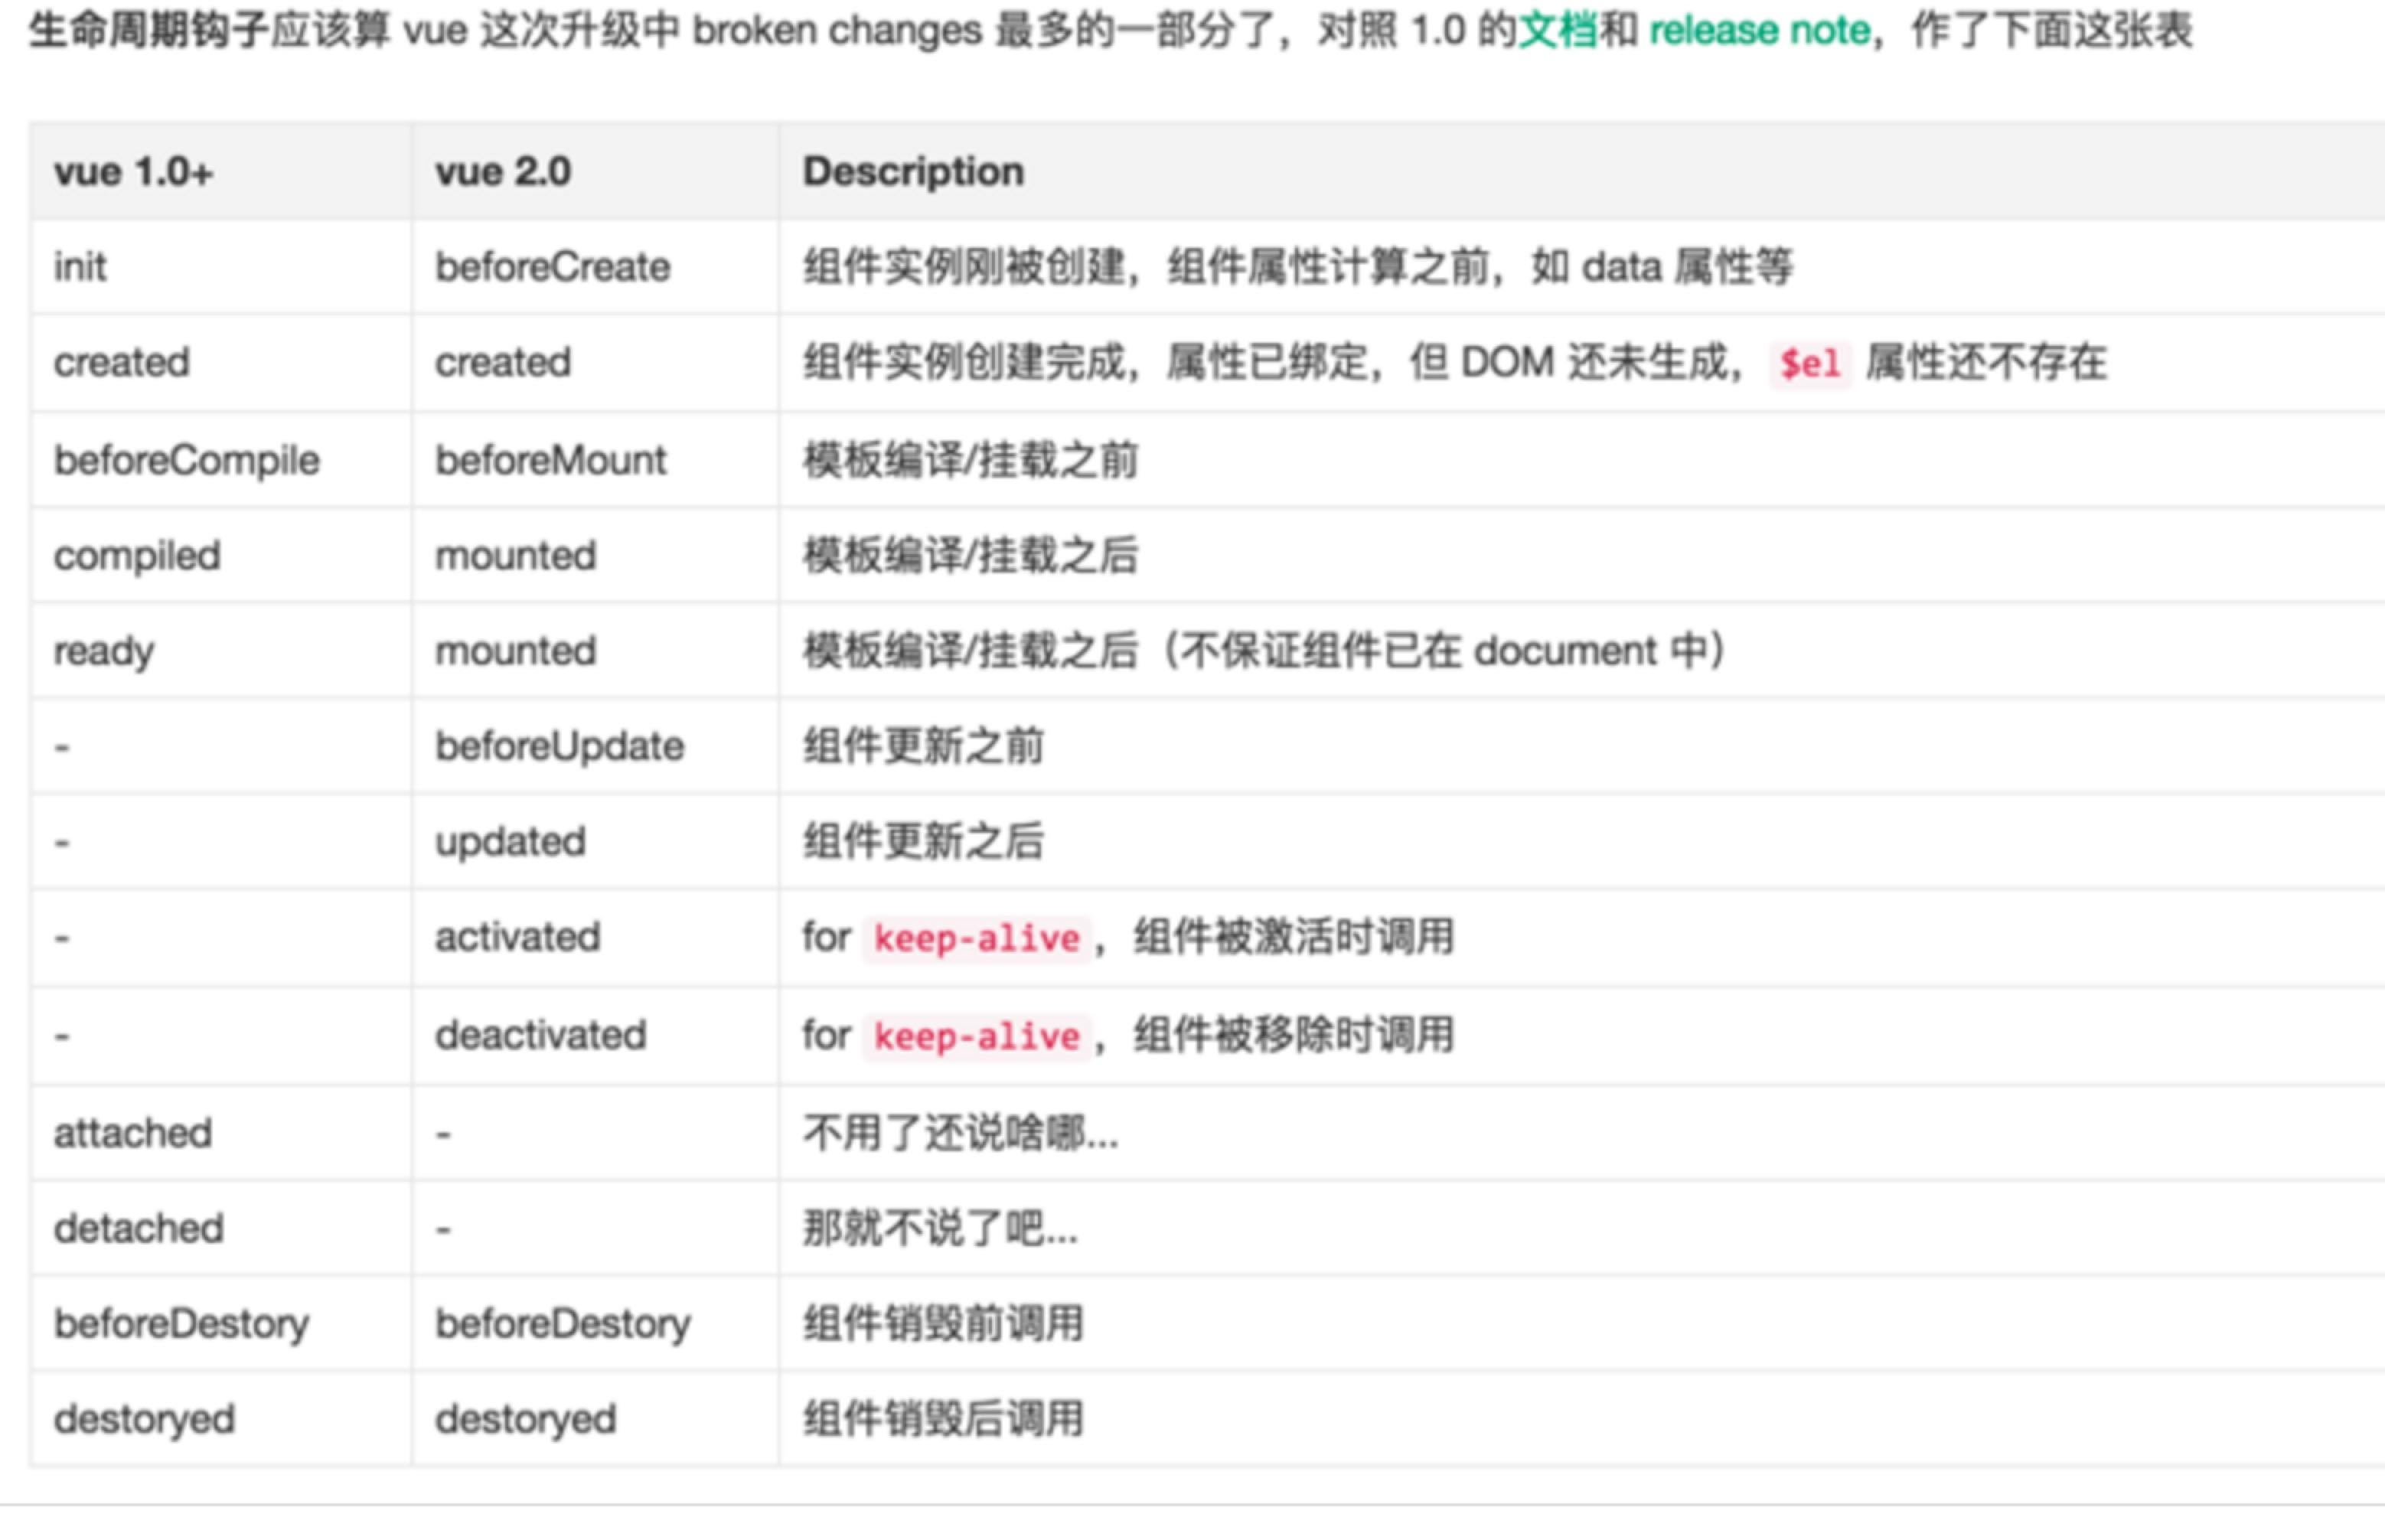 生命周期钩子应该算 vue 这次升级中 broken changes 最多的一部分了，对照 1.0 的文档和 release note，作了下面这张表
vue 1.0+ vue 2.0 Description
init beforeCreate 组件实例刚被创建，组件属性计算之前，如 data 属性等
created created 组件实例创建完成，属性已绑定，但 DOM 还未生成，$el 属性还不存在
beforeCompile beforeMount 模板编译/挂载之前
compiled mounted 模板编译/挂载之后
ready mounted 模板编译/挂载之后（不保证组件已在 document 中）
- beforeUpdate 组件更新之前
- updated 组件更新之后
- activated for keep-alive，组件被激活时调用
- deactivated for keep-alive，组件被移除时调用
attached - 不用了还说啥哪...
detached - 那就不说了吧...
beforeDestory beforeDestory 组件销毁前调用
destoryed destoryed 组件销毁后调用